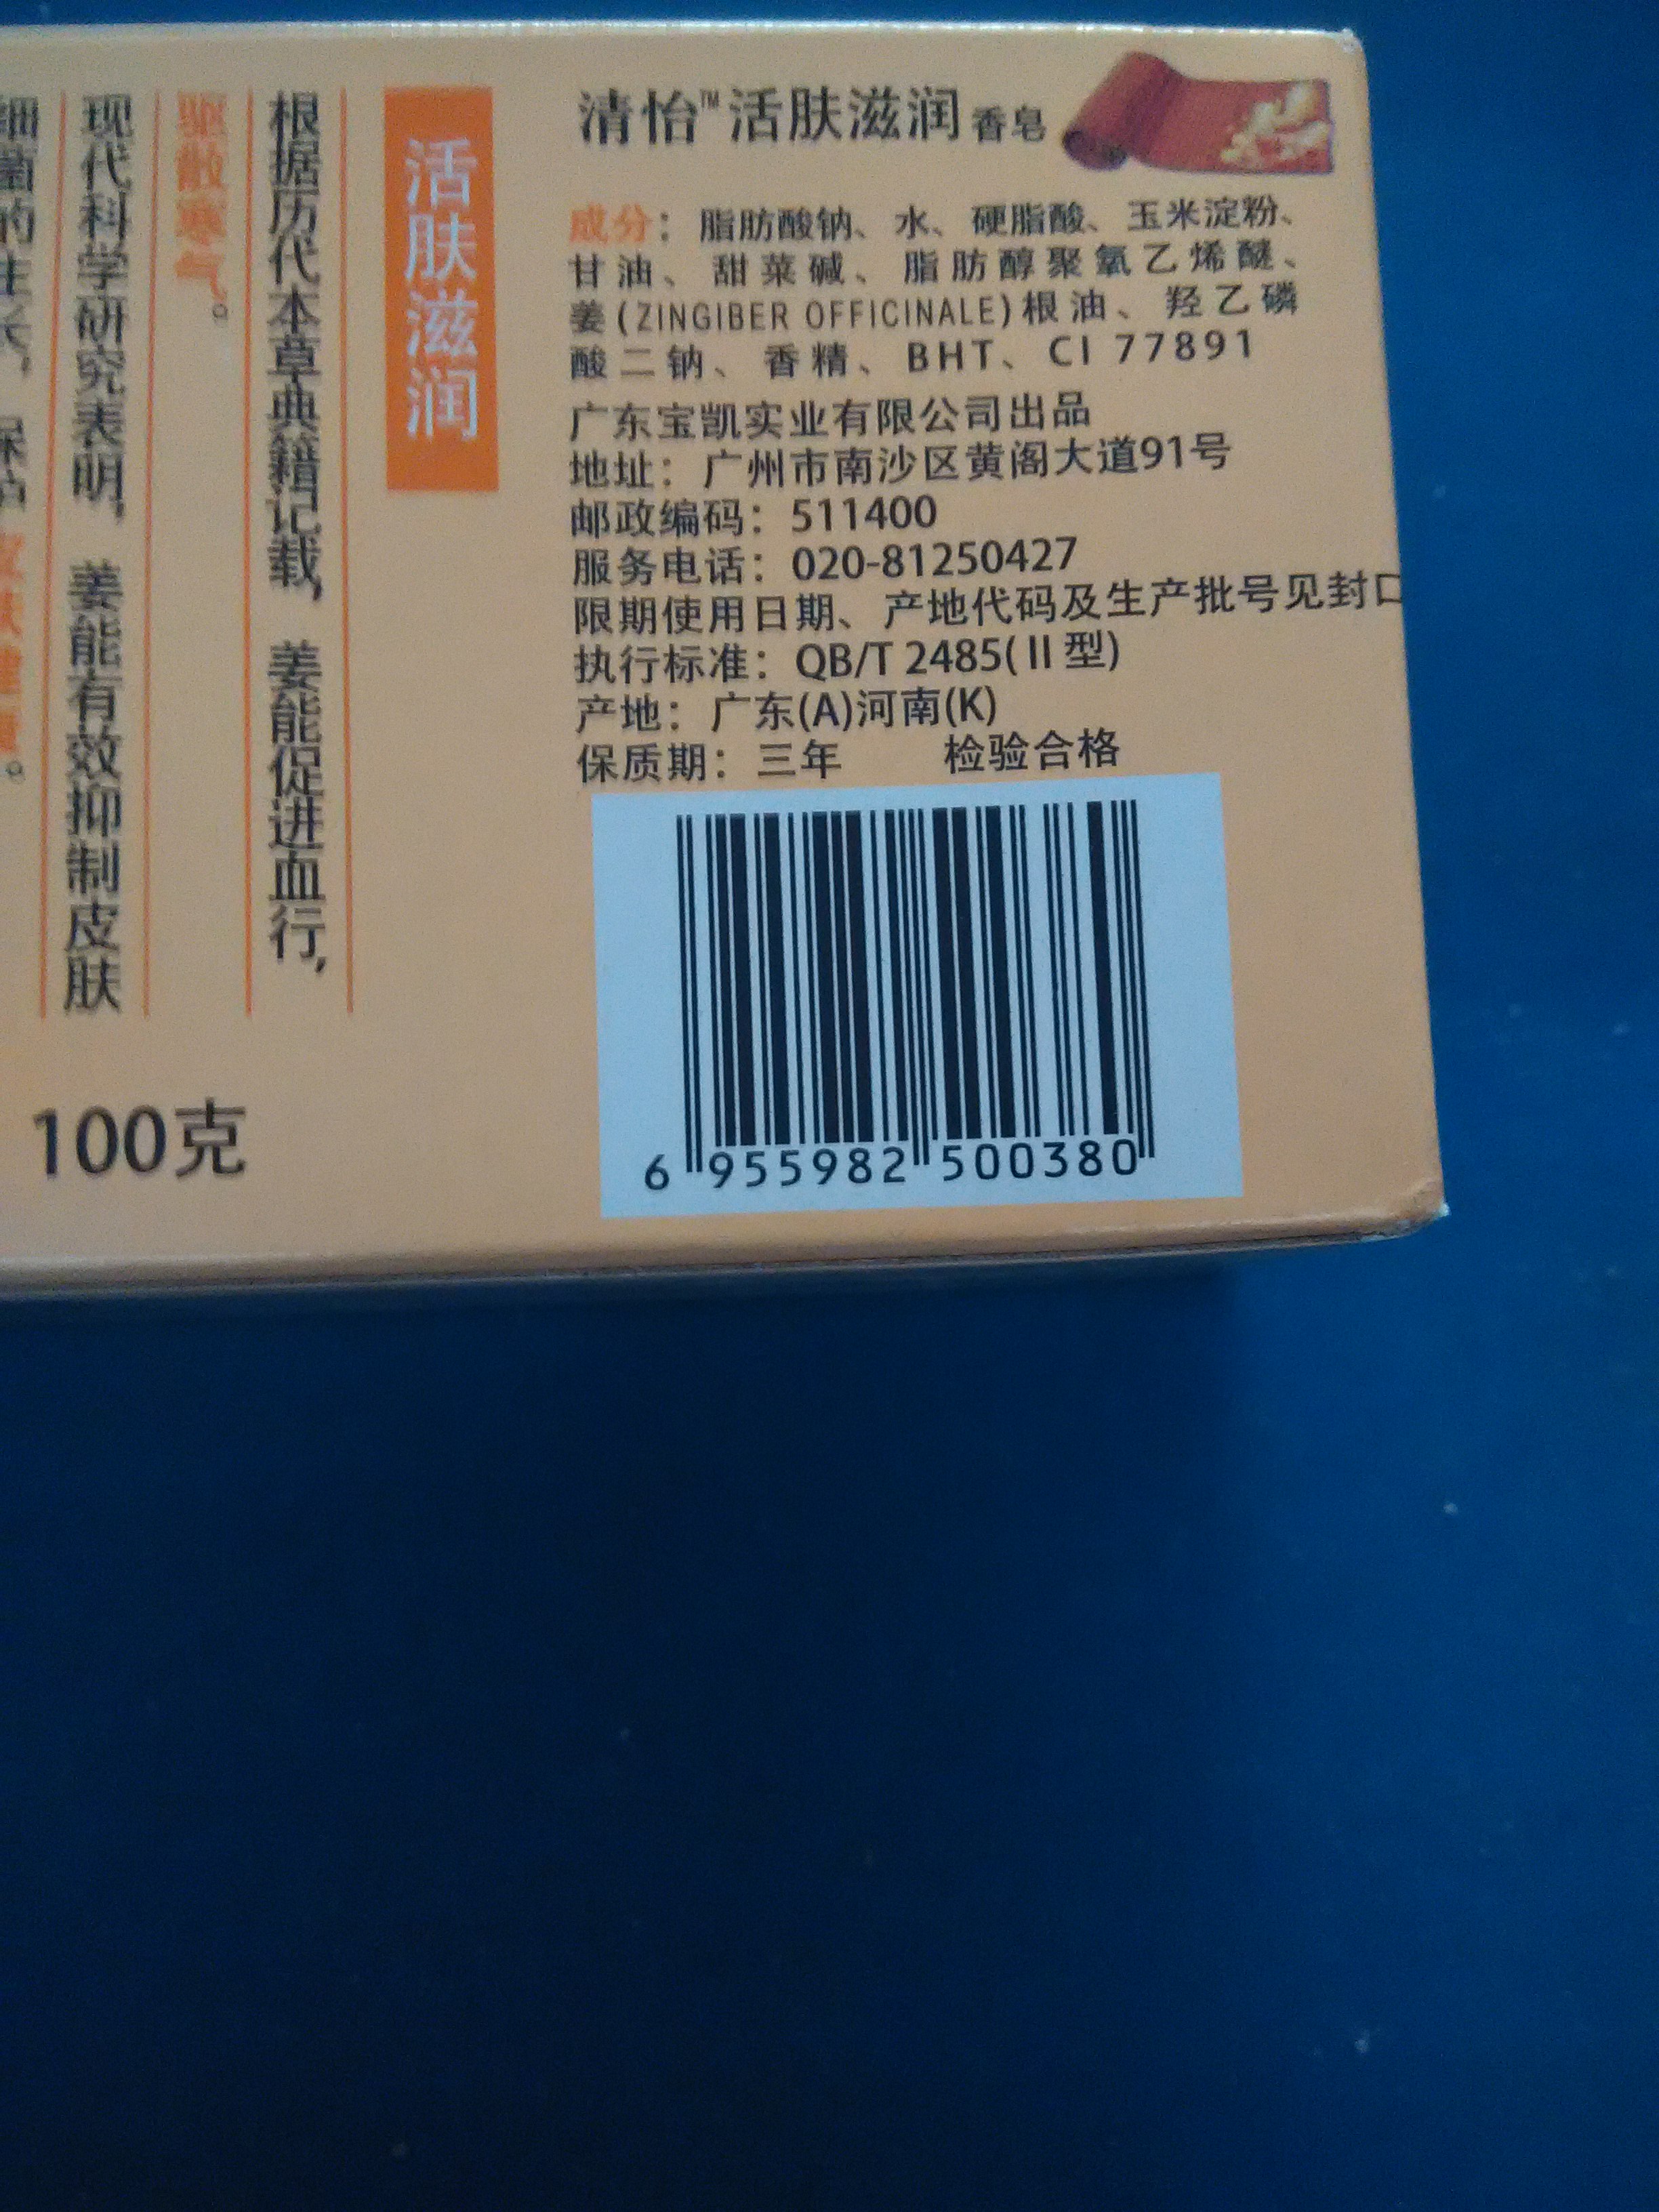 清怡™活肤滋润香皂
成分：脂肪酸钠、水、硬脂酸、玉米淀粉、
甘油、甜菜碱、脂肪醇聚氧乙烯醚、
姜(ZINGIBER OFFICINALE)根油、羟乙磷
酸二钠、香精、BHT、CI 77891
广东宝凯实业有限公司出品
地址：广州市南沙区黄阁大道91号
邮政编码：511400
服务电话：020-81250427
限期使用日期、产地代码及生产批号见封口
执行标准：QB/T 2485(II型)
产地：广东(A)河南(K)
保质期：三年 检验合格
6 955982 500380
活肤滋润
根据历代本草典籍记载，姜能促进血行，
驱散寒气。
现代科学研究表明，姜能有效抑制皮肤
细菌的生长，保护
100克